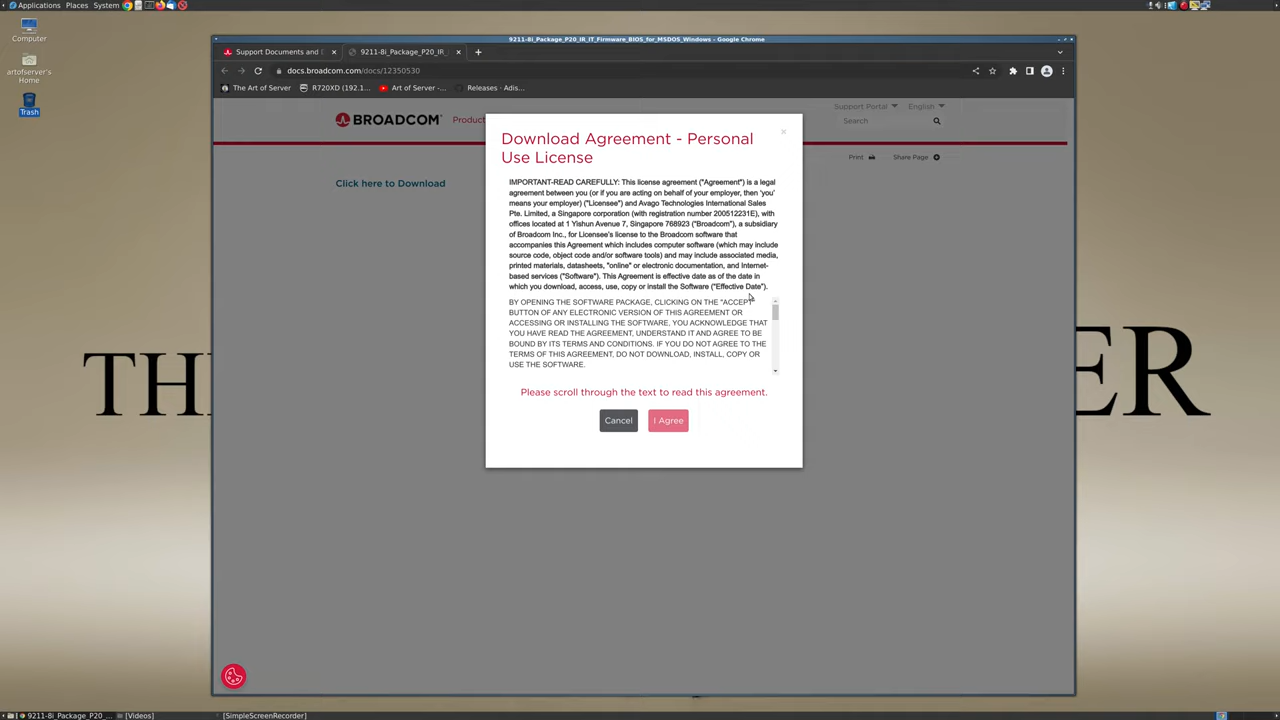 Applications Places System
Computer
artofserver's
Home
Trash
9211-8i_Package_P20_IR_IT_Firmware_BIOS_for_MSDOS_Windows - Google Chrome
Support Documents and D × 9211-8i_Package_P20_IR_ × +
docs.broadcom.com/docs/12350530
The Art of Server R720XD (192.1... Art of Server -... Releases · Adis...
Support Portal English
BROADCOM Product
Search
Print Share Page
Click here to Download
×
Download Agreement - Personal
Use License
IMPORTANT-READ CAREFULLY: This license agreement ("Agreement") is a legal
agreement between you (or if you are acting on behalf of your employer, then 'you'
means your employer) ("Licensee") and Avago Technologies International Sales
Pte. Limited, a Singapore corporation (with registration number 200512231E), with
offices located at 1 Yishun Avenue 7, Singapore 768923 ("Broadcom"), a subsidiary
of Broadcom Inc., for Licensee's license to the Broadcom software that
accompanies this Agreement which includes computer software (which may include
source code, object code and/or software tools) and may include associated media,
printed materials, datasheets, "online" or electronic documentation, and Internet-
based services ("Software"). This Agreement is effective date as of the date in
which you download, access, use, copy or install the Software ("Effective Date").
BY OPENING THE SOFTWARE PACKAGE, CLICKING ON THE "ACCEPT"
BUTTON OF ANY ELECTRONIC VERSION OF THIS AGREEMENT OR
ACCESSING OR INSTALLING THE SOFTWARE, YOU ACKNOWLEDGE THAT
YOU HAVE READ THE AGREEMENT, UNDERSTAND IT AND AGREE TO BE
BOUND BY ITS TERMS AND CONDITIONS. IF YOU DO NOT AGREE TO THE
TERMS OF THIS AGREEMENT, DO NOT DOWNLOAD, INSTALL, COPY OR
USE THE SOFTWARE.
Please scroll through the text to read this agreement.
Cancel I Agree
TH ER
9211-8i_Package_P20_... [Videos] [SimpleScreenRecorder]